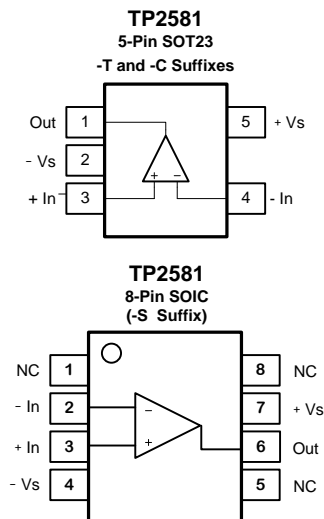 TP2581
5-Pin SOT23
-T and -C Suffixes
Out 1 5 + Vs
- Vs 2
+ In 3 + - 4 - In
TP2581
8-Pin SOIC
(-S Suffix)
NC 1 8 NC
- In 2 - 7 + Vs
+ In 3 + 6 Out
- Vs 4 5 NC